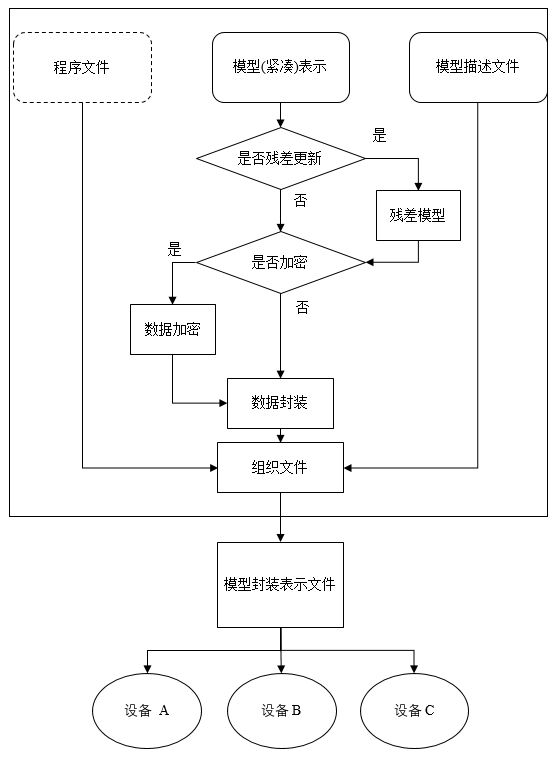 程序文件
模型(紧凑)表示
模型描述文件
是
是否残差更新
否
残差模型
是
是否加密
否
数据加密
数据封装
组织文件
模型封装表示文件
设备 A
设备B
设备C